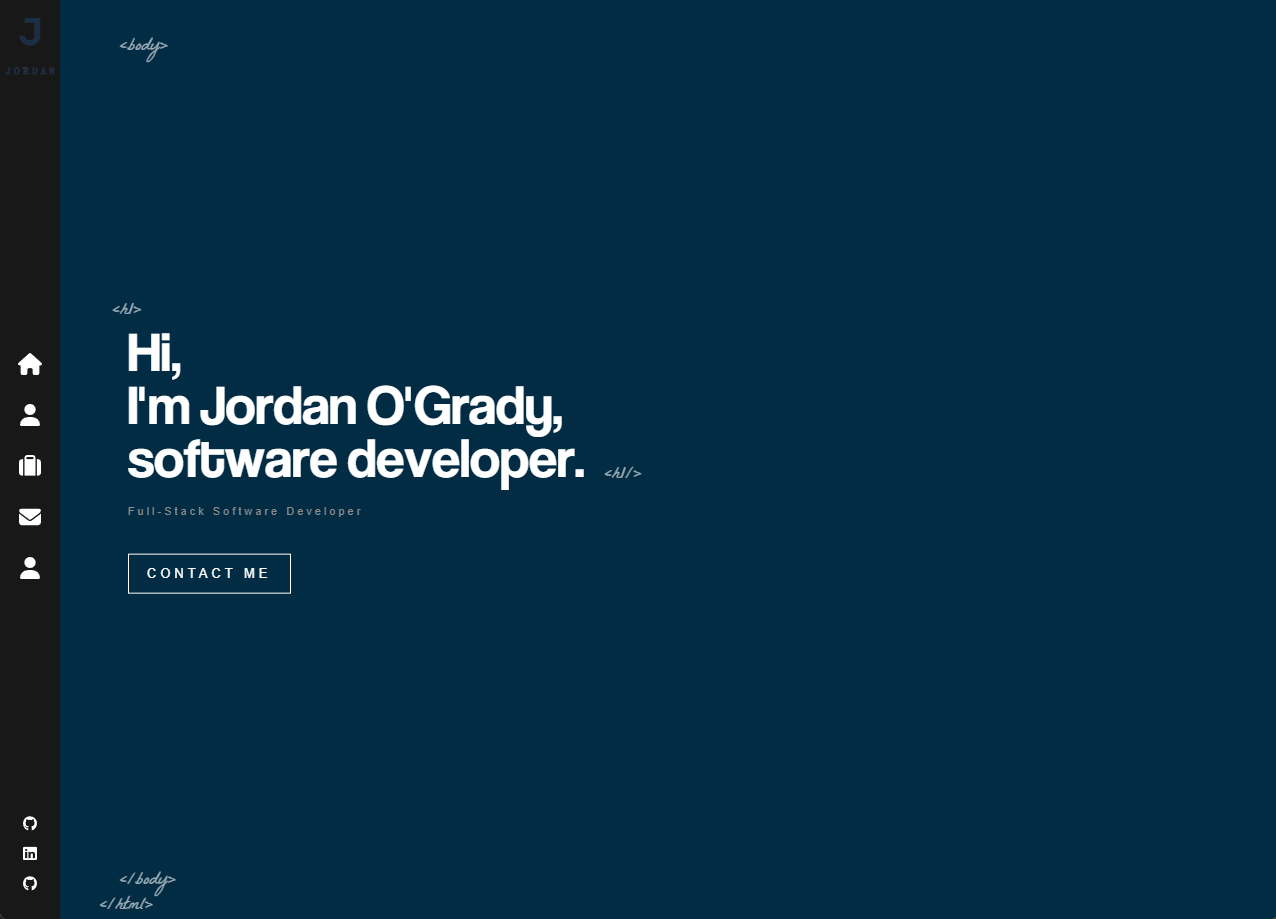 J
JORDAN
<body>
<h1>
Hi,
I'm Jordan O'Grady,
software developer. <h1/>
Full-Stack Software Developer
CONTACT ME
</ body>
</ html>